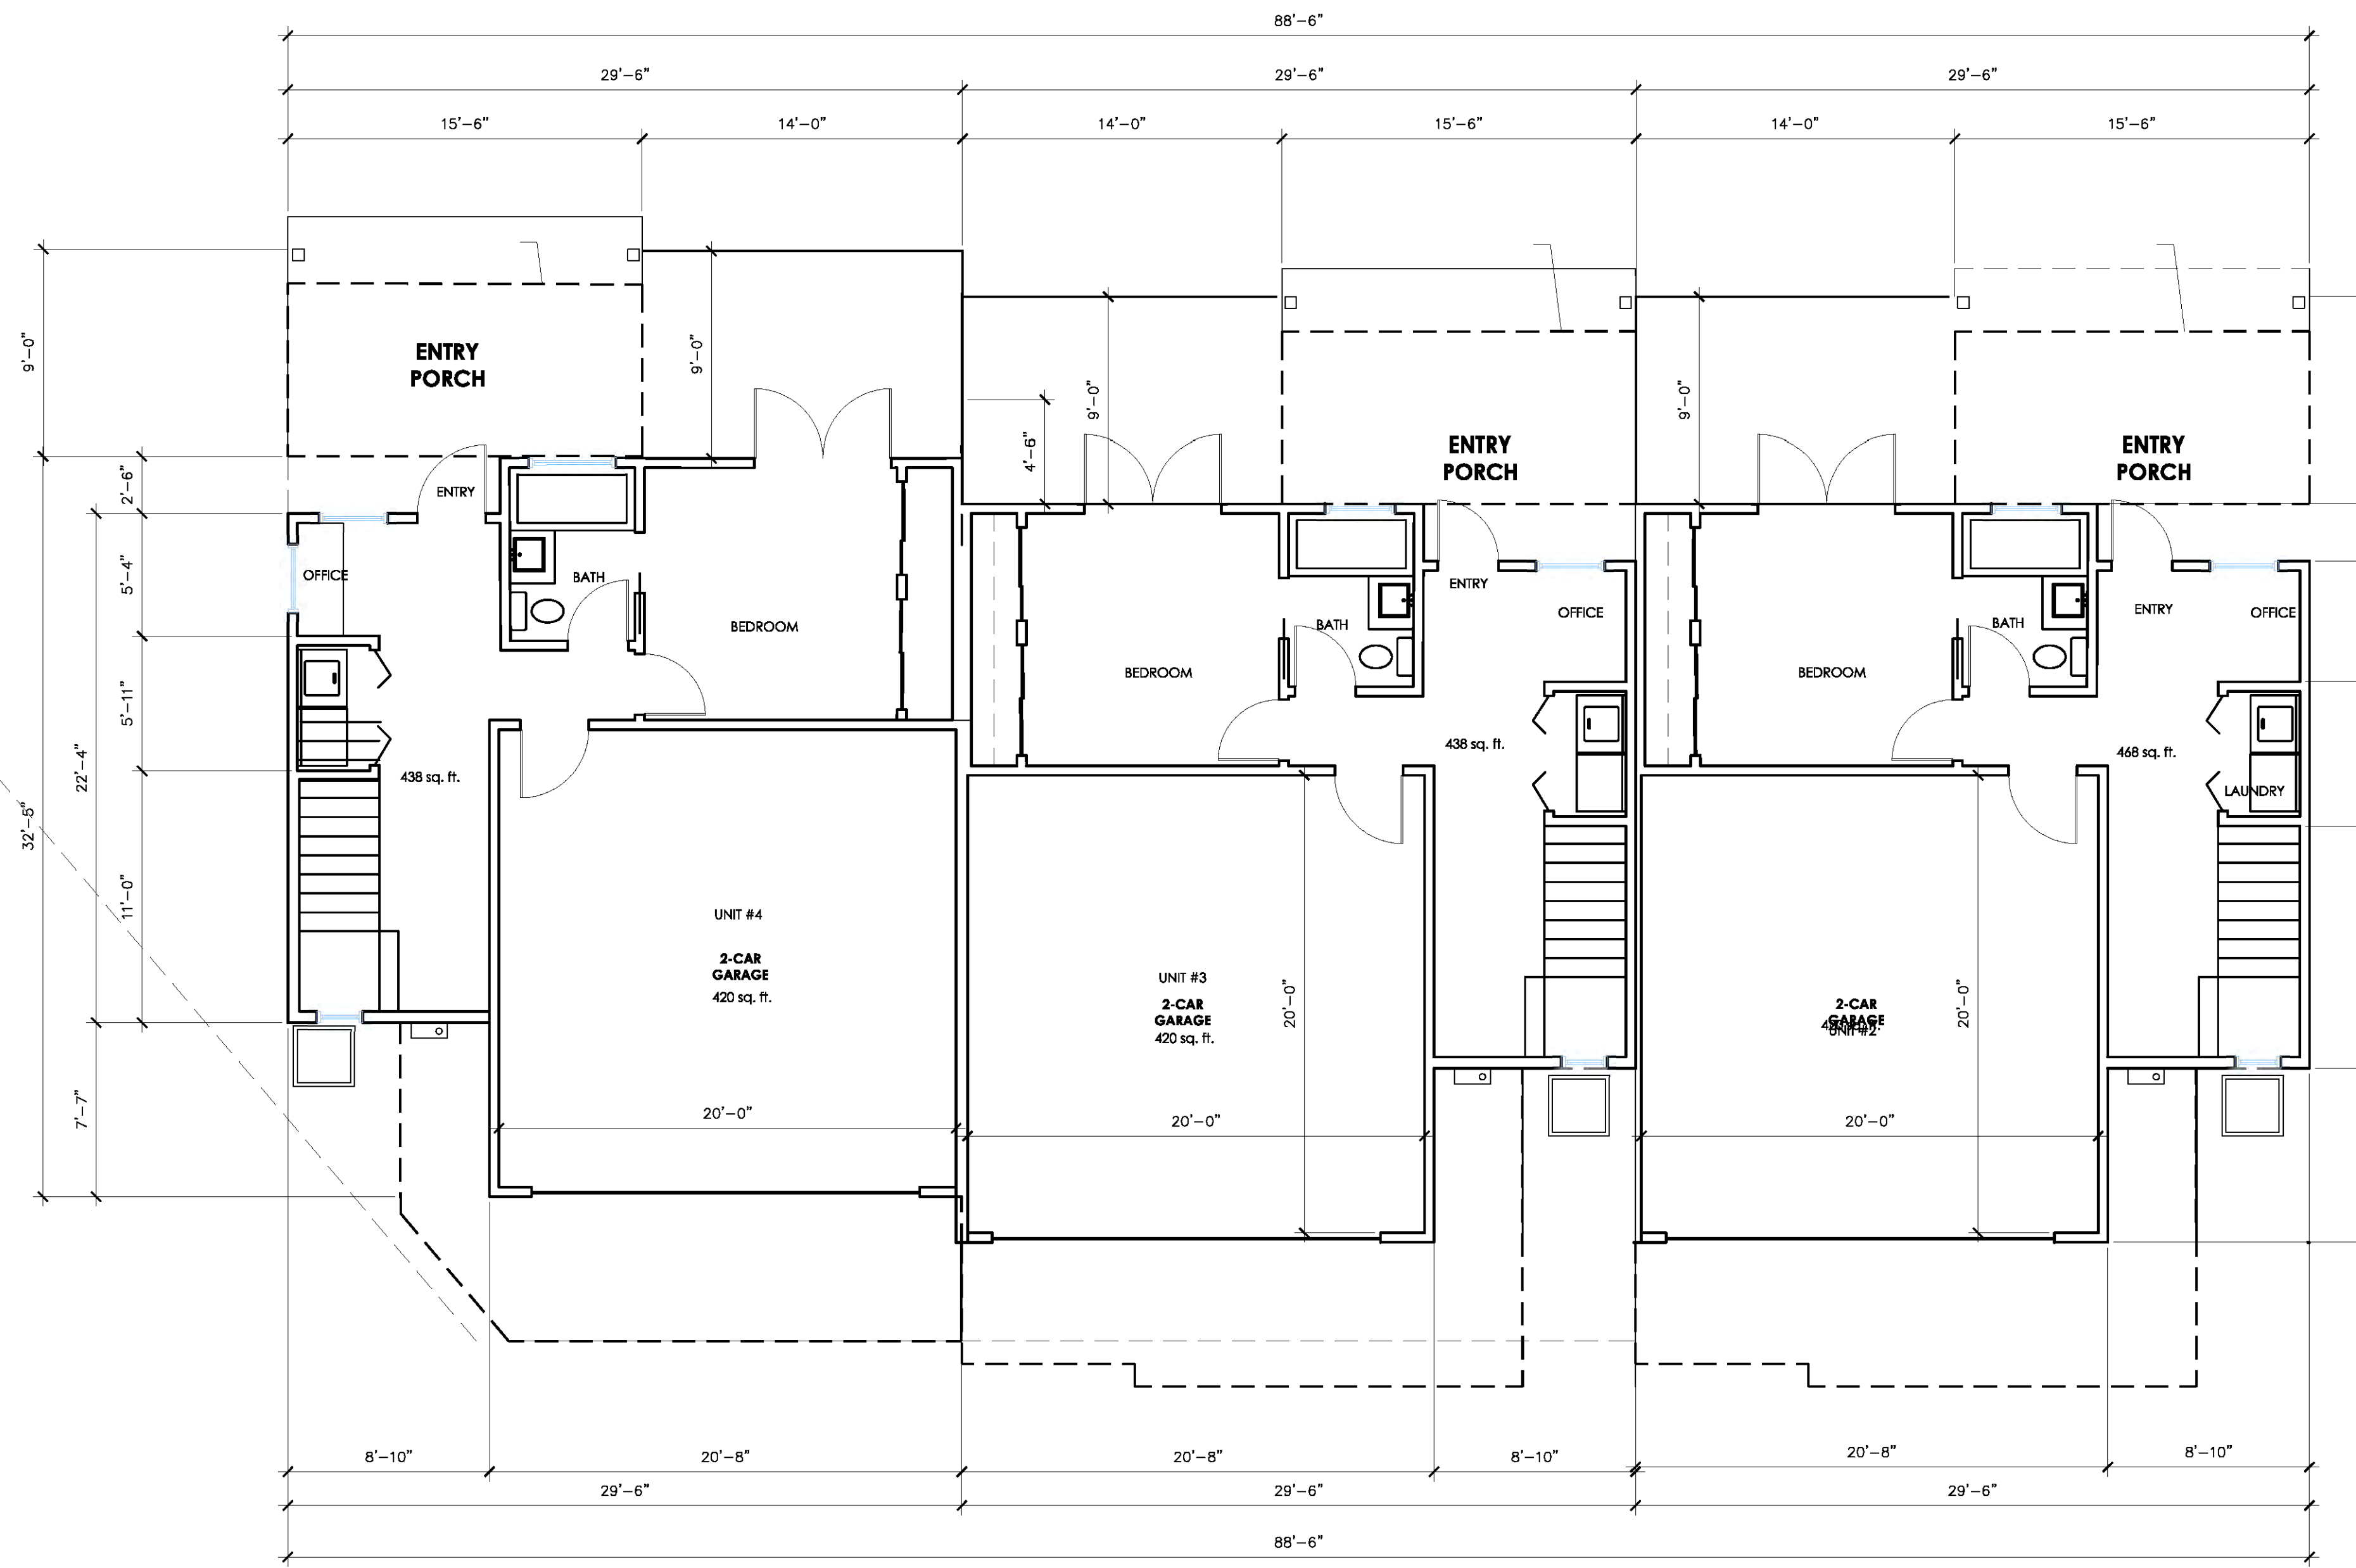 88'-6"
29'-6"
29'-6"
29'-6"
15'-6"
14'-0"
14'-0"
15'-6"
14'-0"
15'-6"
9'-0"
ENTRY
PORCH
9'-0"
9'-0"
4'-6"
ENTRY
PORCH
9'-0"
ENTRY
PORCH
2'-6"
ENTRY
5'-4"
OFFICE
BATH
BEDROOM
BEDROOM
BATH
ENTRY
OFFICE
BEDROOM
BATH
ENTRY
OFFICE
5'-11"
22'-4"
32'-5"
438 sq. ft.
438 sq. ft.
468 sq. ft.
LAUNDRY
11'-0"
UNIT #4
2-CAR
GARAGE
420 sq. ft.
UNIT #3
2-CAR
GARAGE
420 sq. ft.
20'-0"
2-CAR
GARAGE
UNIT #2
20'-0"
7'-7"
20'-0"
20'-0"
20'-0"
8'-10"
20'-8"
20'-8"
8'-10"
20'-8"
8'-10"
29'-6"
29'-6"
29'-6"
88'-6"